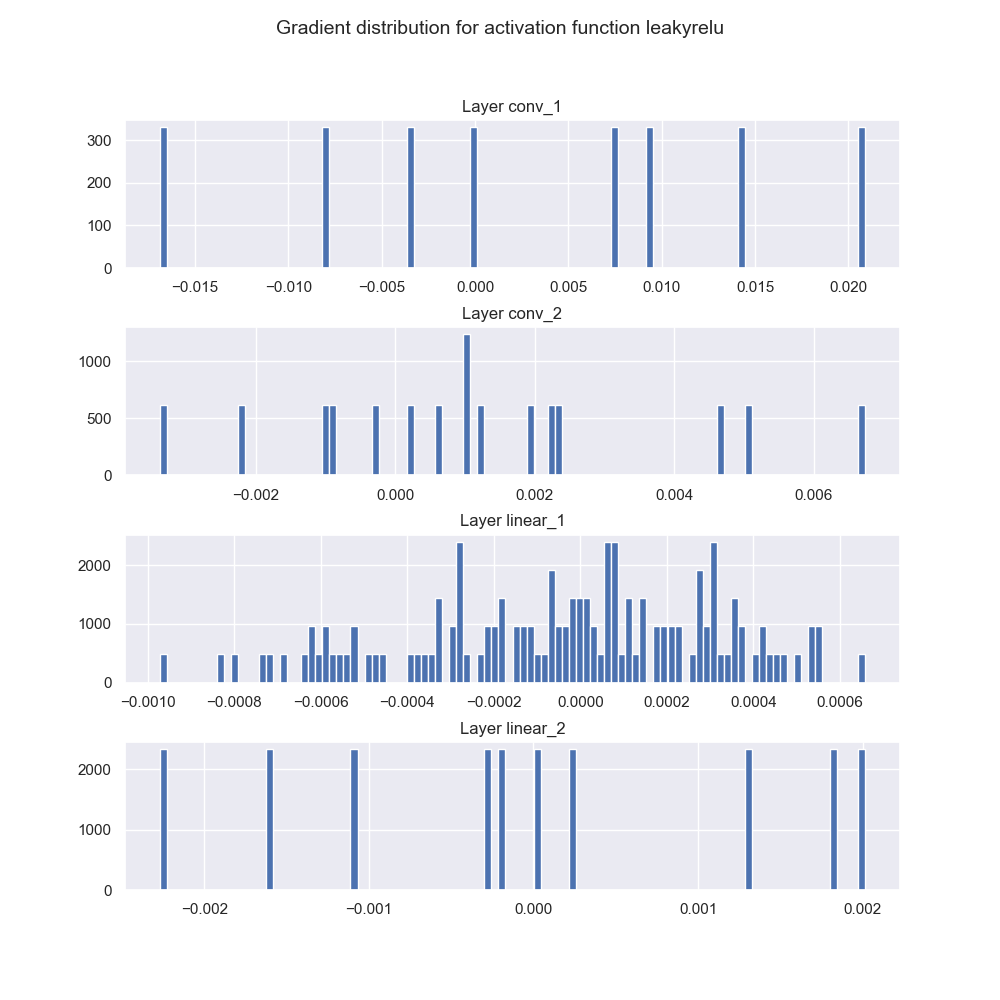 Gradient distribution for activation function leakyrelu
Layer conv_1
300
200
100
0
−0.015 −0.010 −0.005 0.000 0.005 0.010 0.015 0.020
Layer conv_2
1000
500
0
−0.002 0.000 0.002 0.004 0.006
Layer linear_1
2000
1000
0
−0.0010 −0.0008 −0.0006 −0.0004 −0.0002 0.0000 0.0002 0.0004 0.0006
Layer linear_2
2000
1000
0
−0.002 −0.001 0.000 0.001 0.002